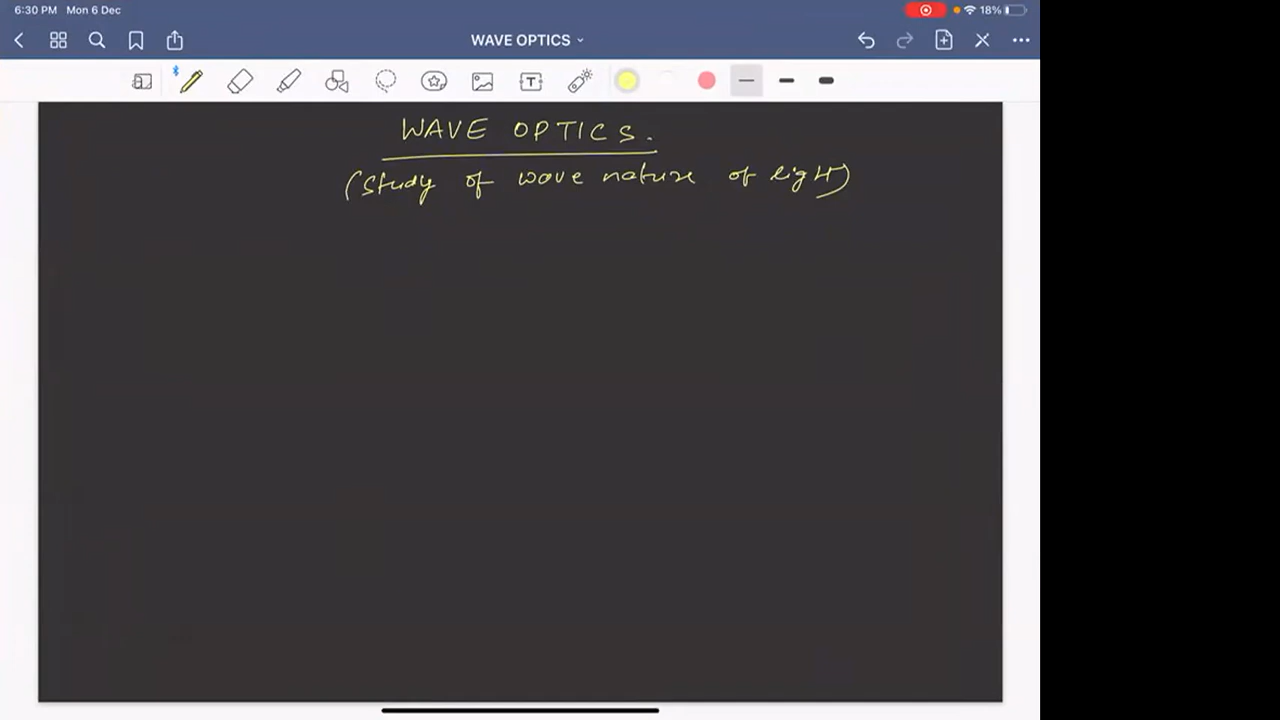 6:30 PM Mon 6 Dec
18%
WAVE OPTICS
WAVE OPTICS.
(Study of wave nature of light)